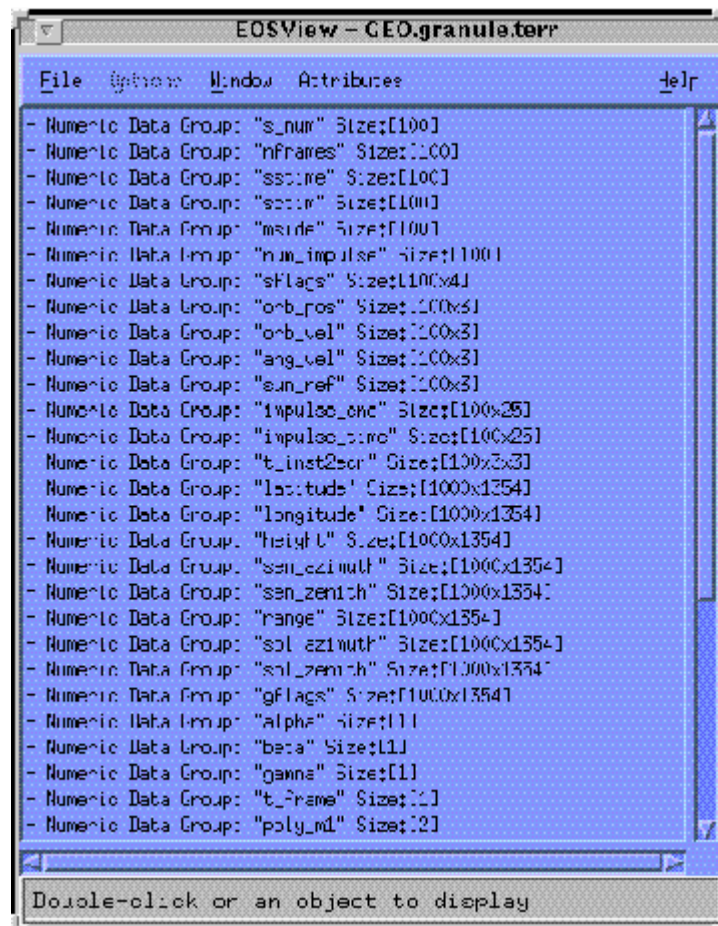 EOSView - GEO.granule.terr
File Options Window Attributes Help
- Numeric Data Group: "s_num" Size:[100]
- Numeric Data Group: "nframes" Size:[100]
- Numeric Data Group: "sstime" Size:[100]
- Numeric Data Group: Size:[100]
- Numeric Data Group: "mside" Size:[100]
- Numeric Data Group: "num_impulse" Size:[100]
- Numeric Data Group: "sflags" Size:[100x4]
- Numeric Data Group: "orb_pos" Size:[100x3]
- Numeric Data Group: "orb_vel" Size:[100x3]
- Numeric Data Group: "ang_vel" Size:[100x3]
- Numeric Data Group: "sun_ref" Size:[100x3]
- Numeric Data Group: "impulse_enc" Size:[100x25]
- Numeric Data Group: "impulse_time" Size:[100x25]
Numeric Data Group: "t_inst2ecr" Size:[100x3x3]
Numeric Data Group: "latitude" Size:[1000x1354]
Numeric Data Group: "longitude" Size:[1000x1354]
- Numeric Data Group: "height" Size:[1000x1354]
- Numeric Data Group: "sen_azimuth" Size:[1000x1354]
- Numeric Data Group: "sen_zenith" Size:[1000x1354]
- Numeric Data Group: "range" Size:[1000x1354]
- Numeric Data Group: "sol_azimuth" Size:[1000x1354]
- Numeric Data Group: "sol_zenith" Size:[1000x1354]
- Numeric Data Group: "gflags" Size:[1000x1354]
- Numeric Data Group: "alpha" Size:[1]
- Numeric Data Group: "beta" Size:[1]
- Numeric Data Group: "gamma" Size:[1]
- Numeric Data Group: "t_frame" Size:[1]
- Numeric Data Group: "poly_m1" Size:[2]
Double-click on an object to display